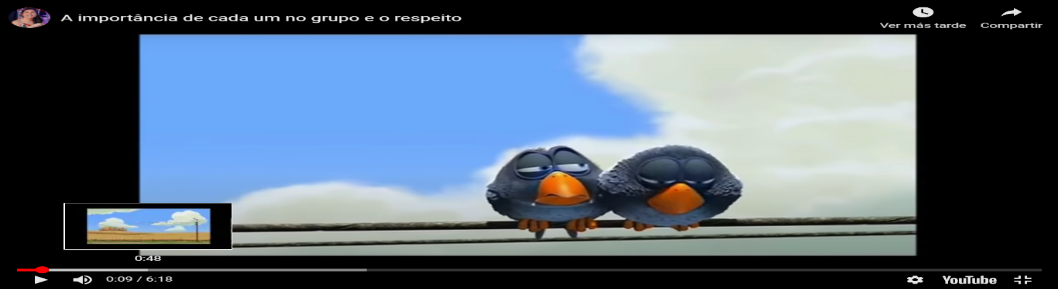 A importância de cada um no grupo e o respeito
Ver más tarde
Compartir
0:48
0:09 / 6:18
YouTube